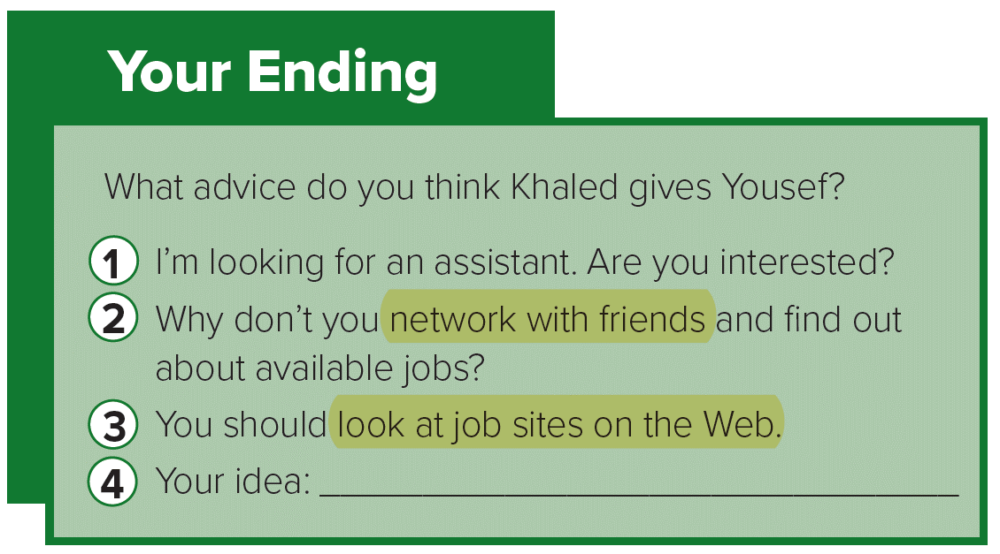 Your Ending
What advice do you think Khaled gives Yousef?
1 I’m looking for an assistant. Are you interested?
2 Why don’t you network with friends and find out
about available jobs?
3 You should look at job sites on the Web.
4 Your idea: ______________________________